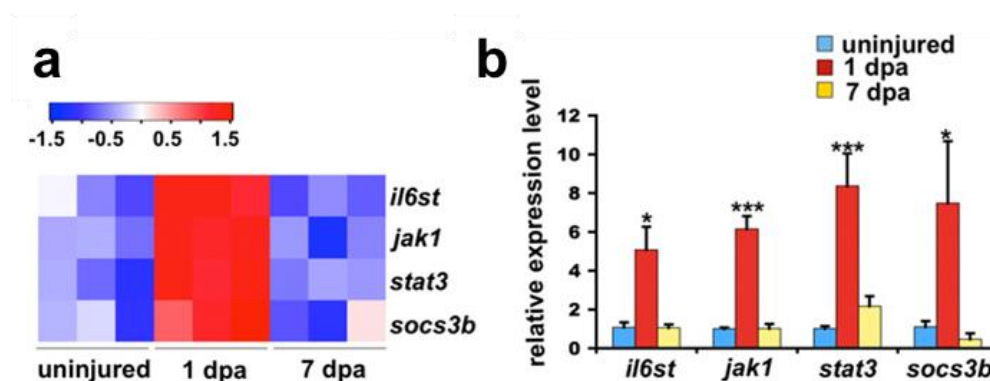 a
-1.5 -0.5 0.5 1.5
il6st
jak1
stat3
socs3b
uninjured 1 dpa 7 dpa
b
uninjured
1 dpa
7 dpa
relative expression level
12
10
8
6
4
2
0
* *** *** *
il6st jak1 stat3 socs3b